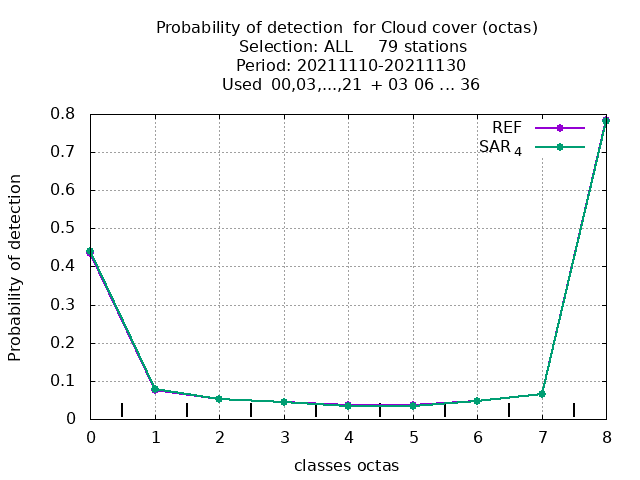 Probability of detection  for Cloud cover (octas)
Selection: ALL     79 stations
Period: 20211110-20211130
Used  00,03,...,21  + 03 06 ... 36
REF
SAR 4
0.8
0.7
0.6
0.5
0.4
0.3
0.2
0.1
0
Probability of detection
0 1 2 3 4 5 6 7 8
classes octas